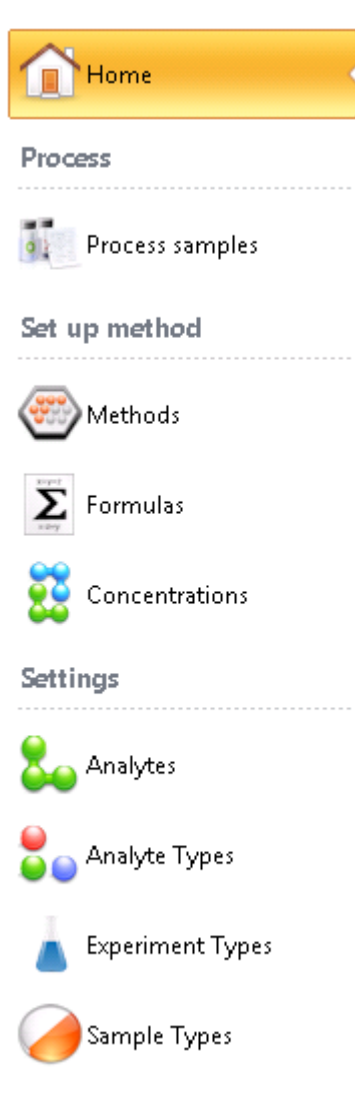 Home
Process
Process samples
Set up method
Methods
Σ
Formulas
Concentrations
Settings
Analytes
Analyte Types
Experiment Types
Sample Types